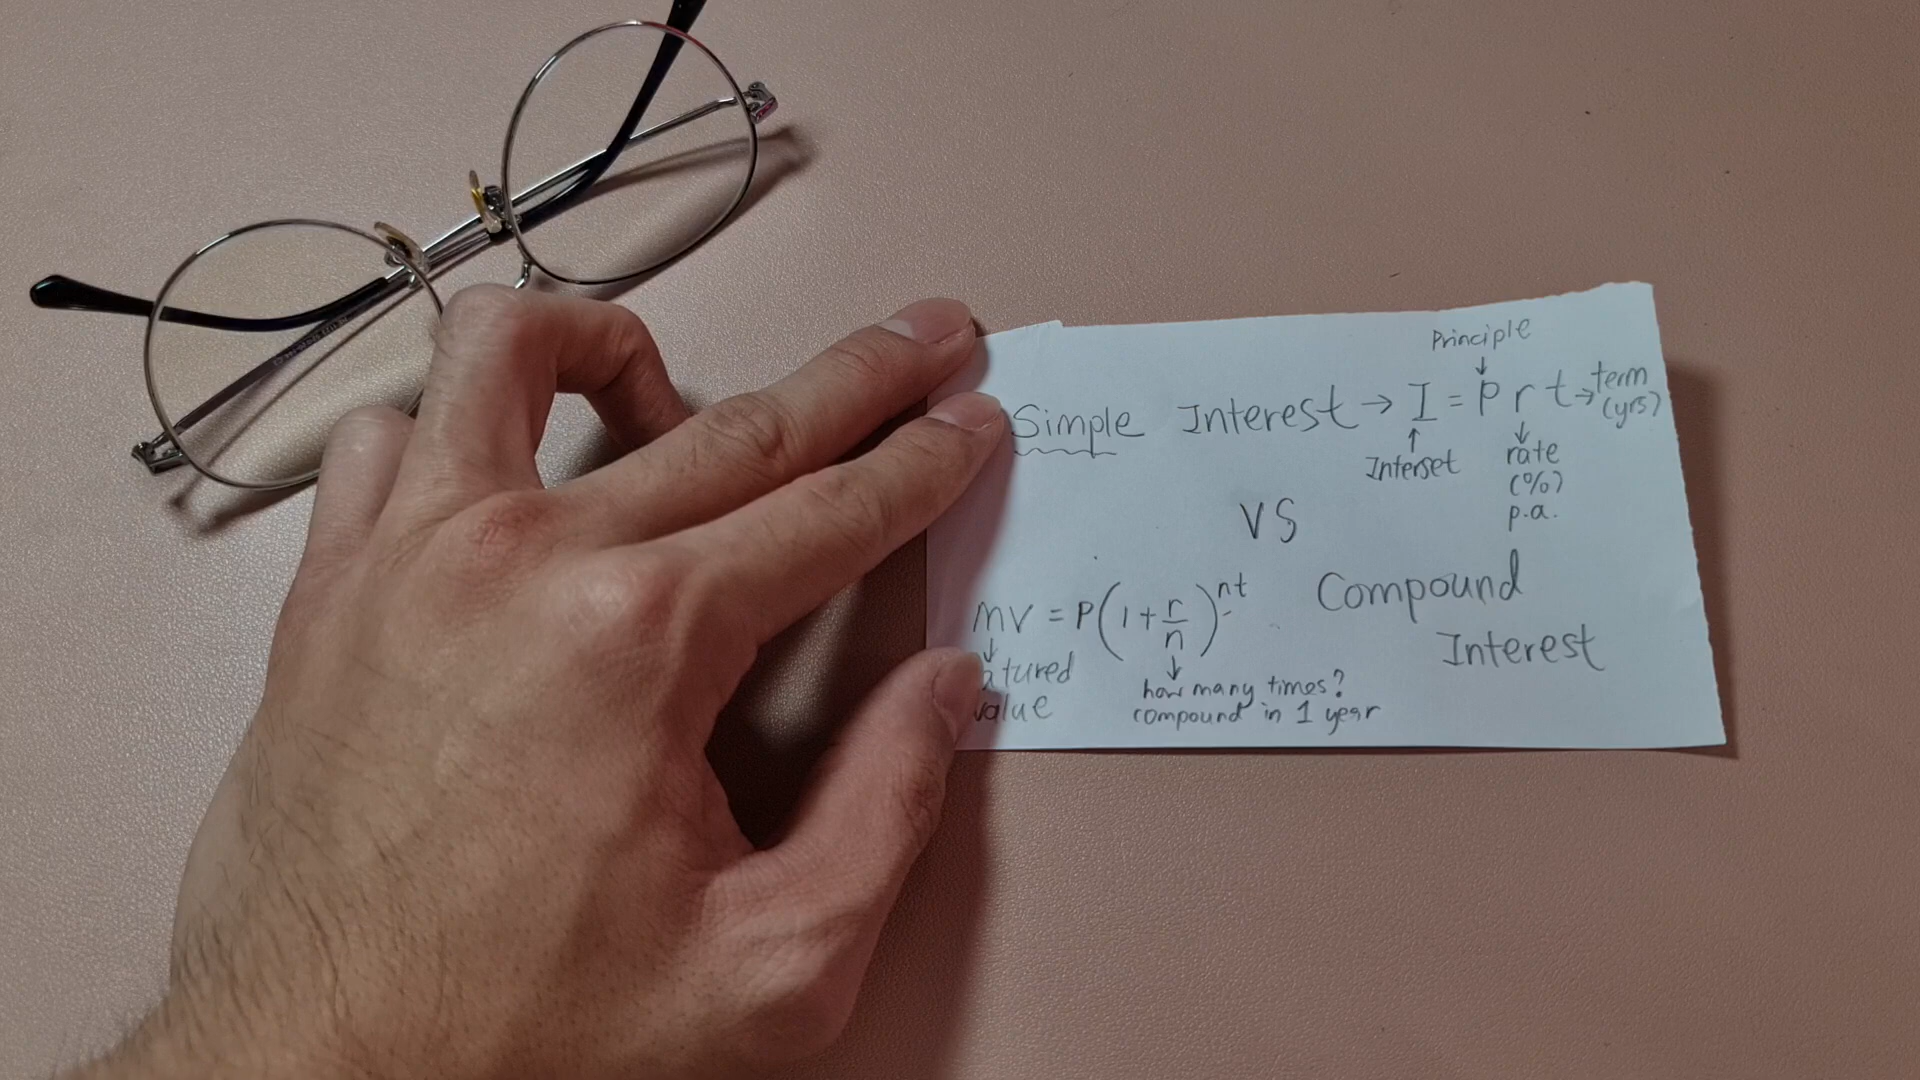 Principle
↓
Simple Interest → I = P r t → term
(yrs)
↑ ↓
Interset rate
(%)
p.a.
VS
mv = P(1+r/n)^nt Compound
Interest
↓ ↓
atured how many times?
value compound in 1 year